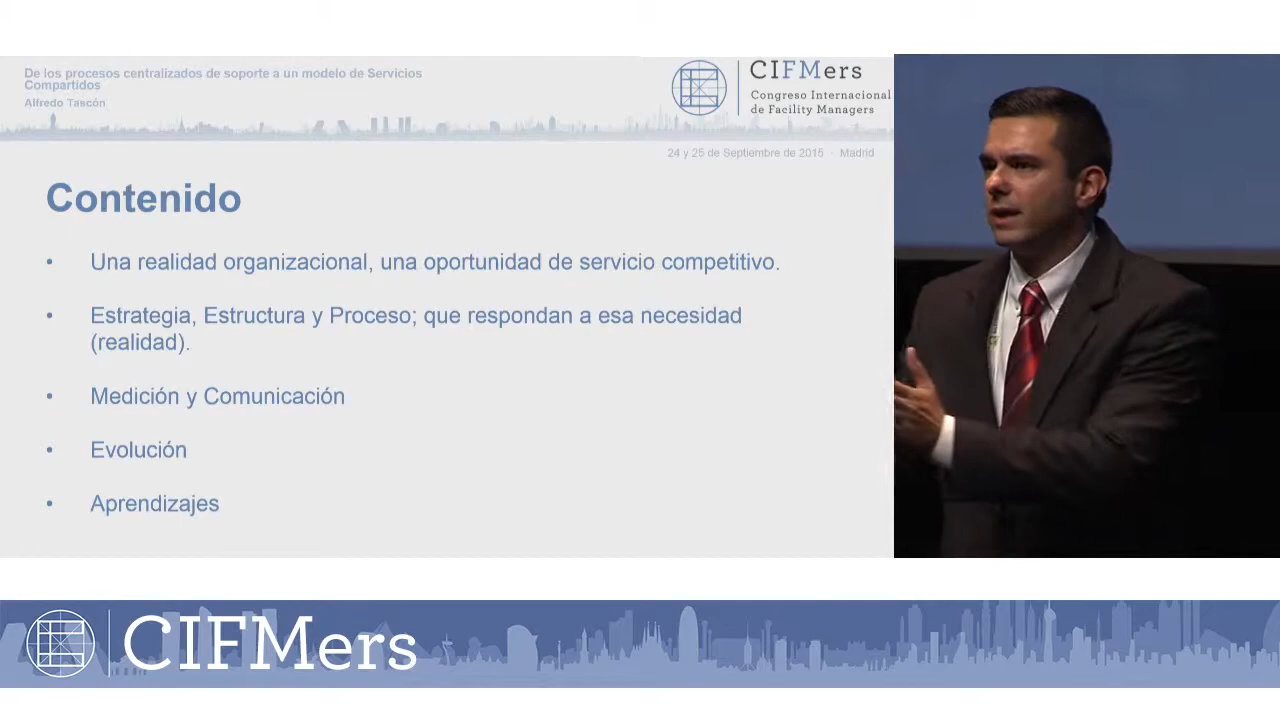 De los procesos centralizados de soporte a un modelo de Servicios
Compartidos
Alfredo Tascón
CIFMers
Congreso Internacional
de Facility Managers
24 y 25 de Septiembre de 2015 · Madrid
Contenido
• Una realidad organizacional, una oportunidad de servicio competitivo.
• Estrategia, Estructura y Proceso; que respondan a esa necesidad
(realidad).
• Medición y Comunicación
• Evolución
• Aprendizajes
CIFMers